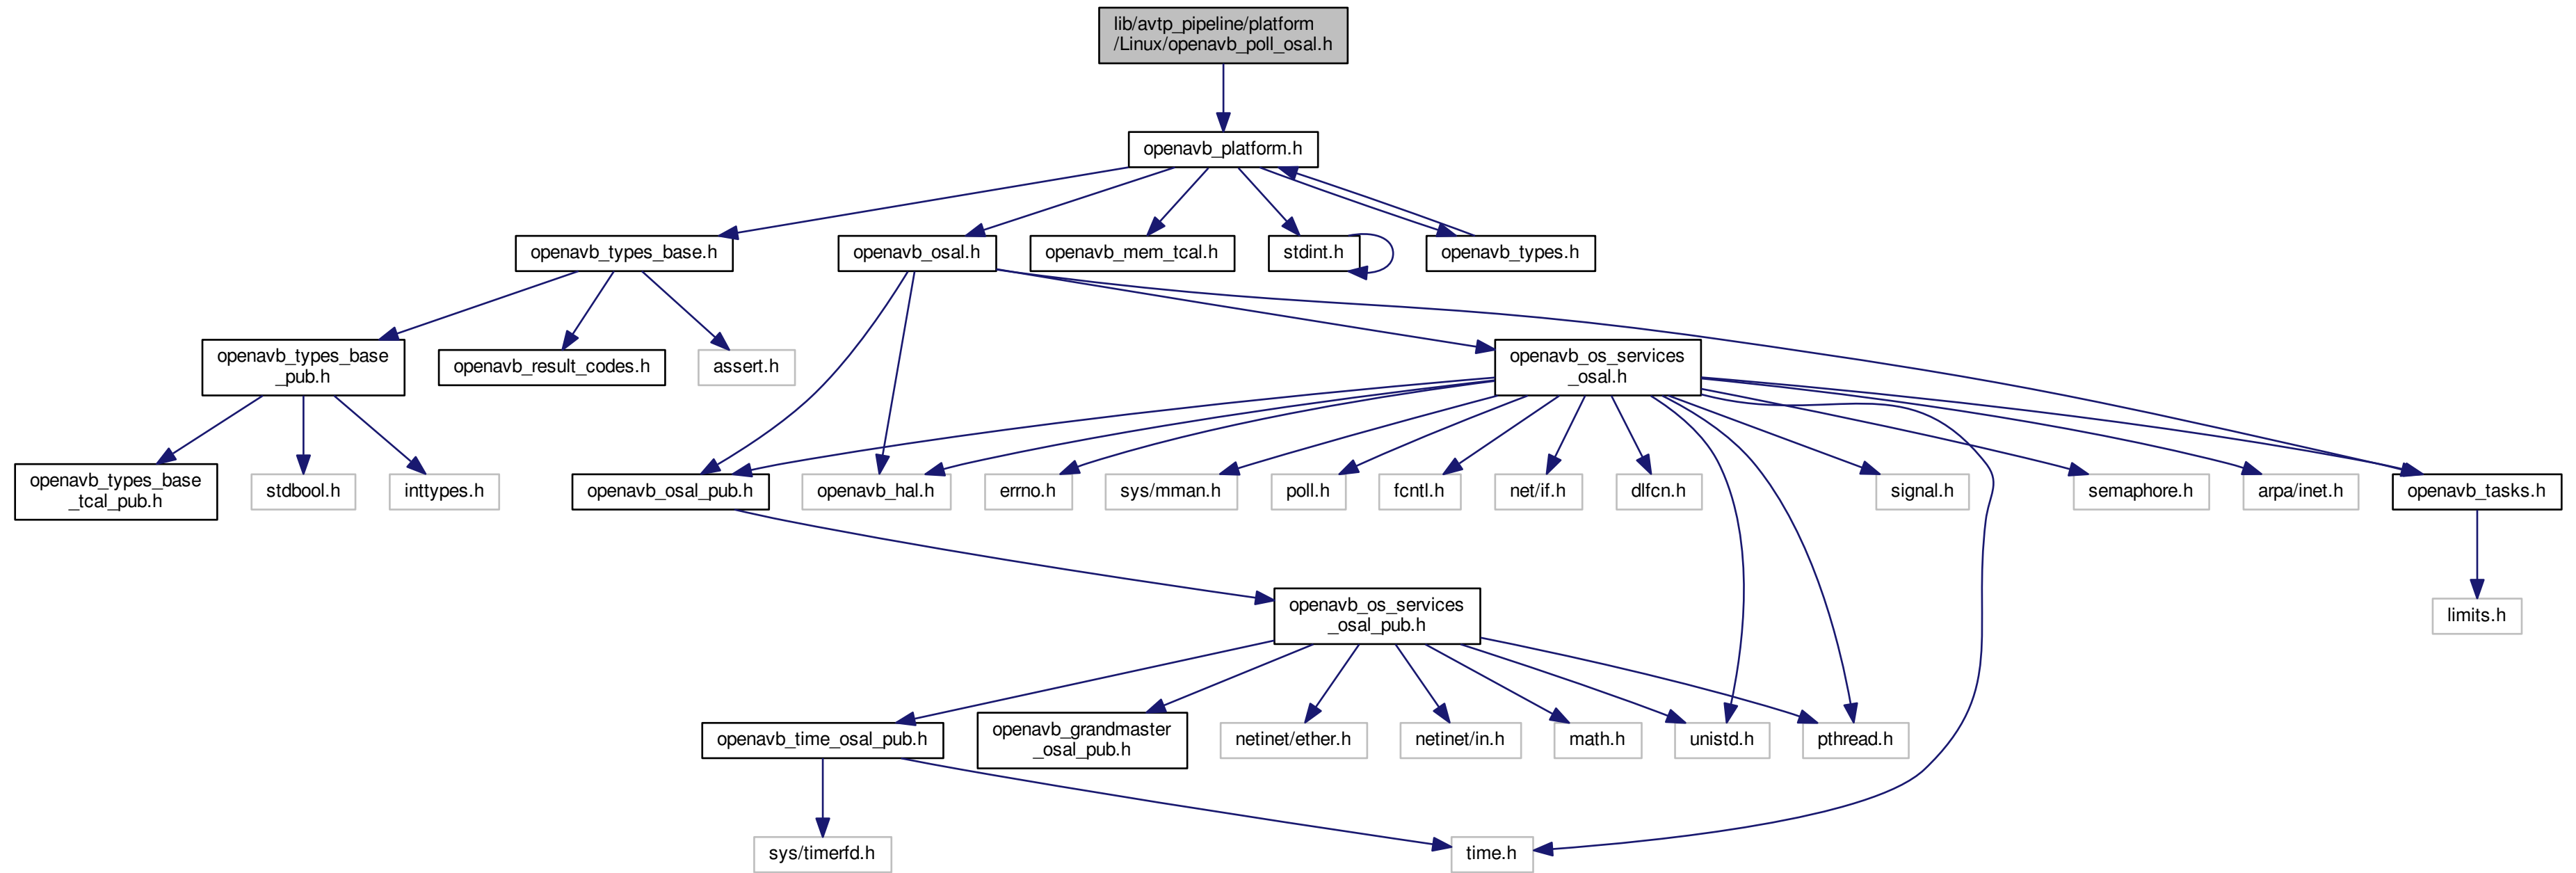 lib/avtp_pipeline/platform
/Linux/openavb_poll_osal.h
openavb_platform.h
openavb_types_base.h
openavb_osal.h
openavb_mem_tcal.h
stdint.h
openavb_types.h
openavb_types_base
_pub.h
openavb_result_codes.h
assert.h
openavb_os_services
_osal.h
openavb_types_base
_tcal_pub.h
stdbool.h
inttypes.h
openavb_osal_pub.h
openavb_hal.h
errno.h
sys/mman.h
poll.h
fcntl.h
net/if.h
dlfcn.h
signal.h
semaphore.h
arpa/inet.h
openavb_tasks.h
openavb_os_services
_osal_pub.h
limits.h
openavb_time_osal_pub.h
openavb_grandmaster
_osal_pub.h
netinet/ether.h
netinet/in.h
math.h
unistd.h
pthread.h
sys/timerfd.h
time.h